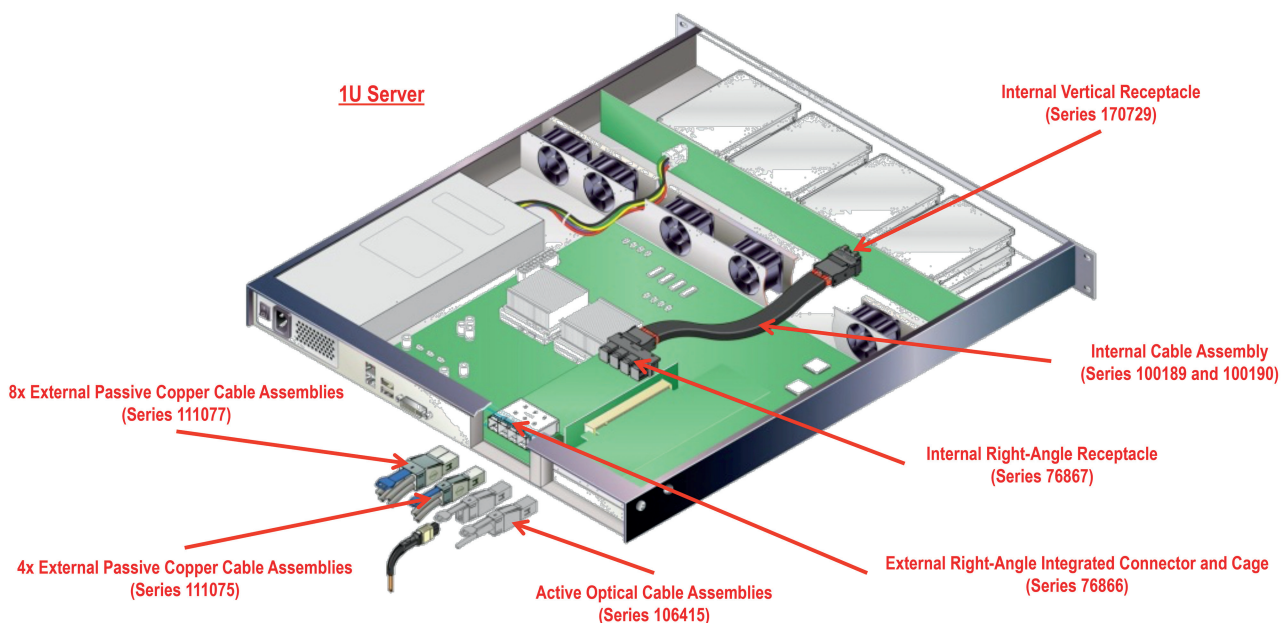 1U Server
Internal Vertical Receptacle
(Series 170729)
Internal Cable Assembly
(Series 100189 and 100190)
8x External Passive Copper Cable Assemblies
(Series 111077)
Internal Right-Angle Receptacle
(Series 76867)
4x External Passive Copper Cable Assemblies
(Series 111075)
External Right-Angle Integrated Connector and Cage
(Series 76866)
Active Optical Cable Assemblies
(Series 106415)